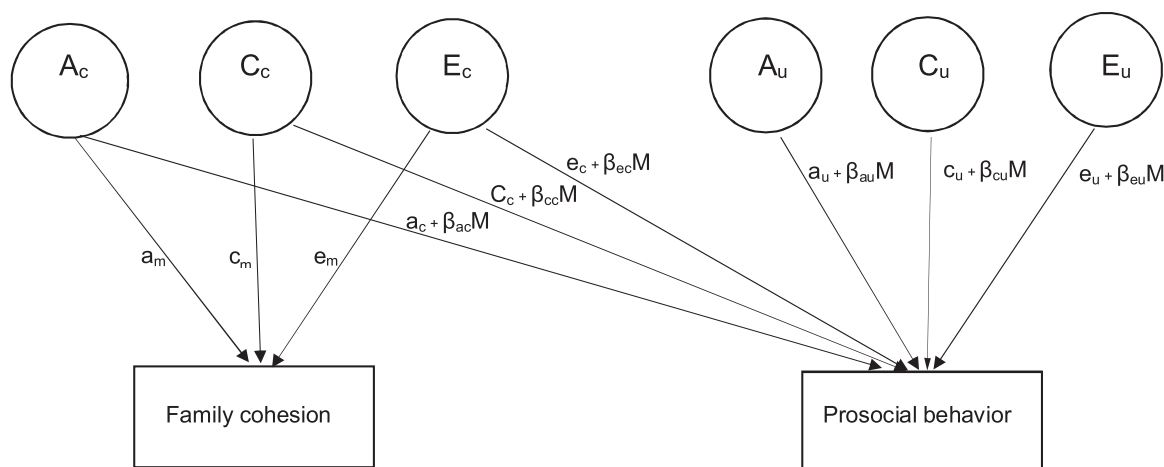 Ac Cc Ec Au Cu Eu
ec + βecM
au + βauM
cu + βcuM
eu + βeuM
Cc + βccM
ac + βacM
am
cm
em
Family cohesion
Prosocial behavior